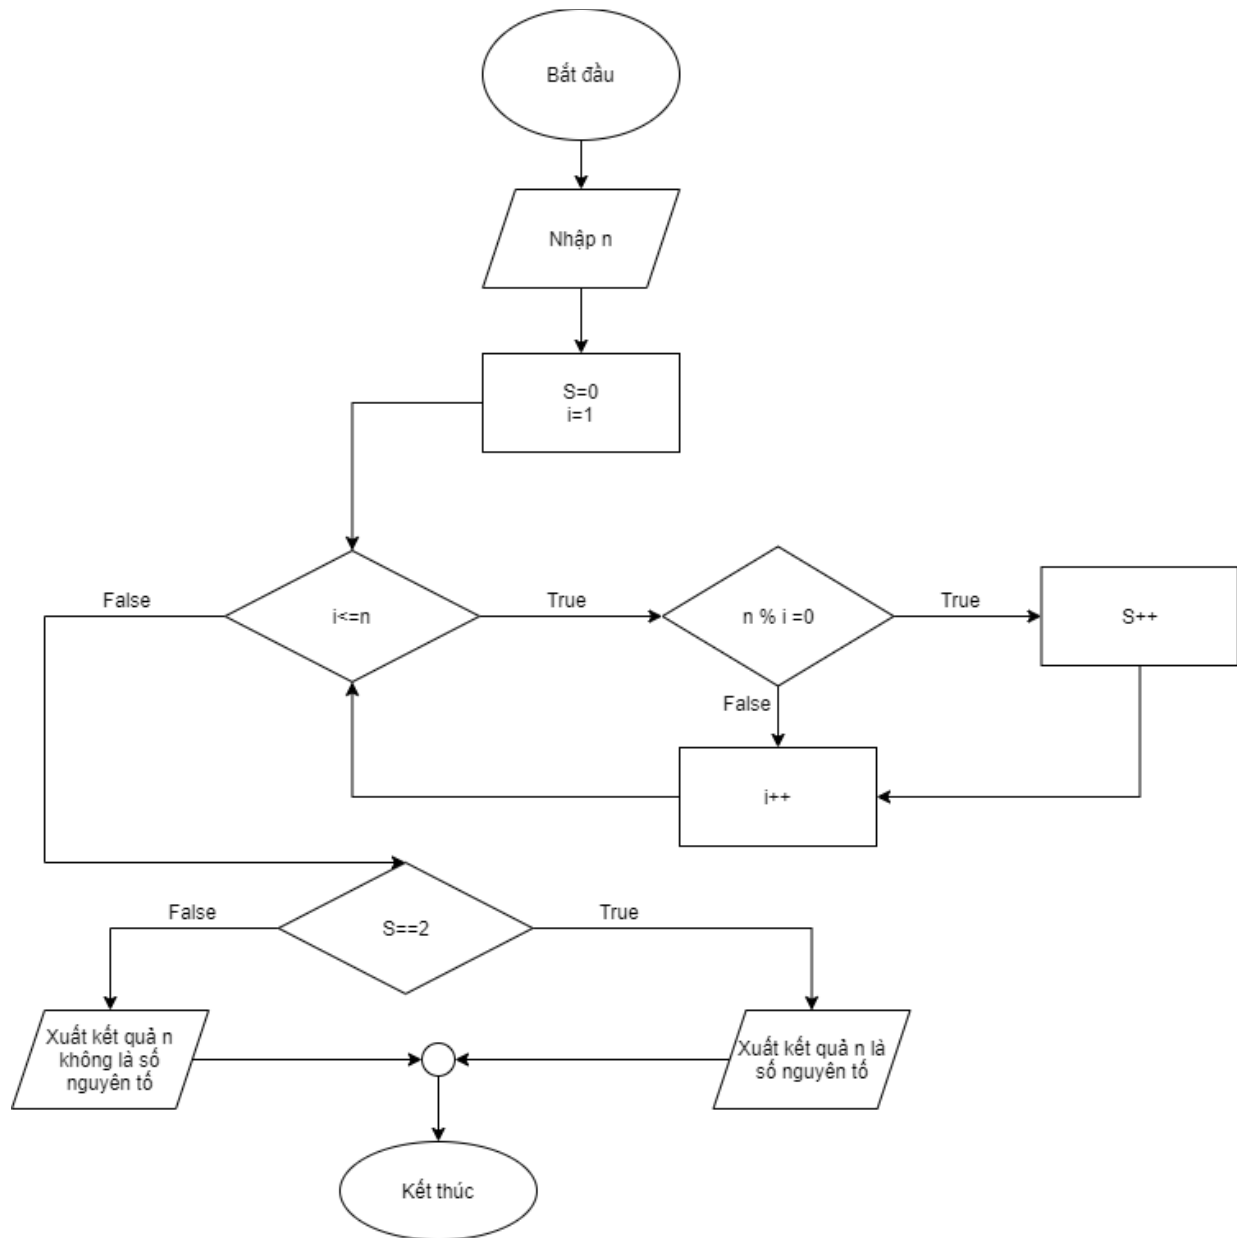 Bắt đầu
Nhập n
S=0
i=1
False
i<=n
True
n % i =0
True
S++
False
i++
False
S==2
True
Xuất kết quả n
không là số
nguyên tố
Xuất kết quả n là
số nguyên tố
Kết thúc